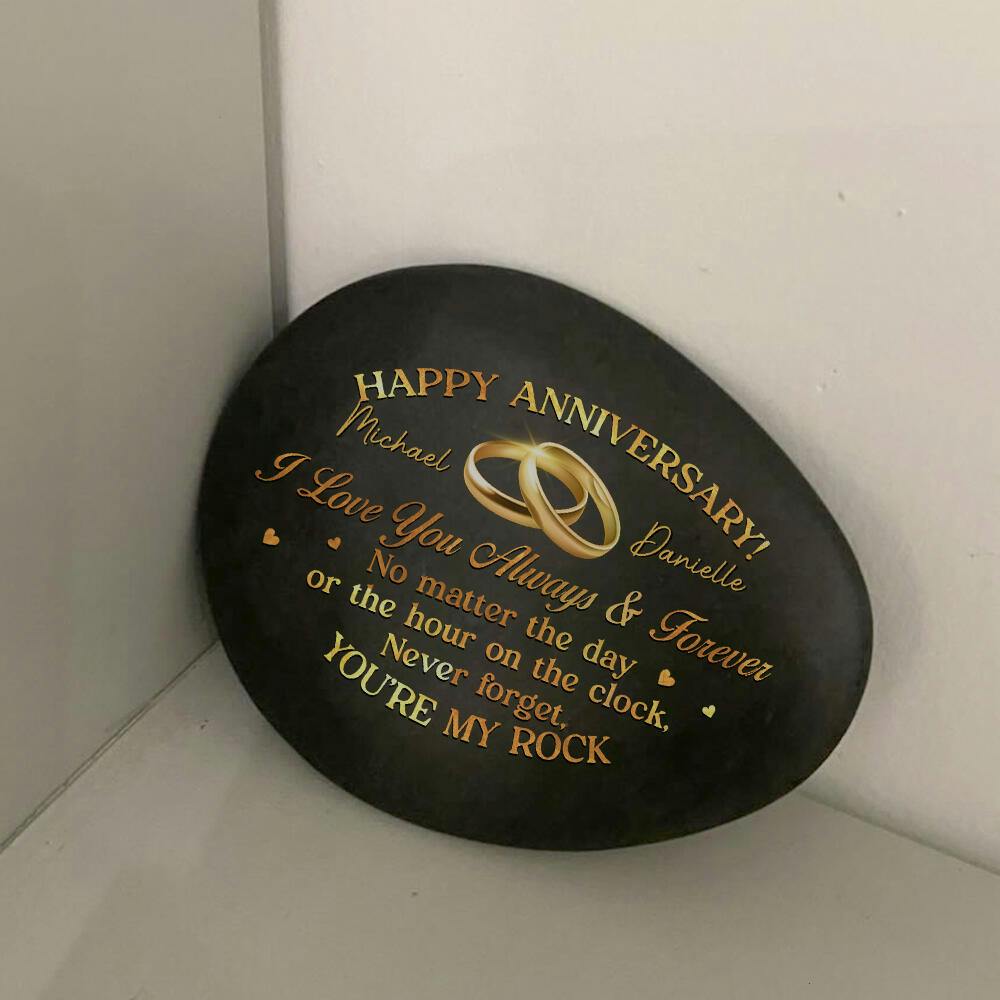 HAPPY ANNIVERSARY!
Michael
Danielle
I Love You Always & Forever
No matter the day
or the hour on the clock,
Never forget,
YOU'RE MY ROCK